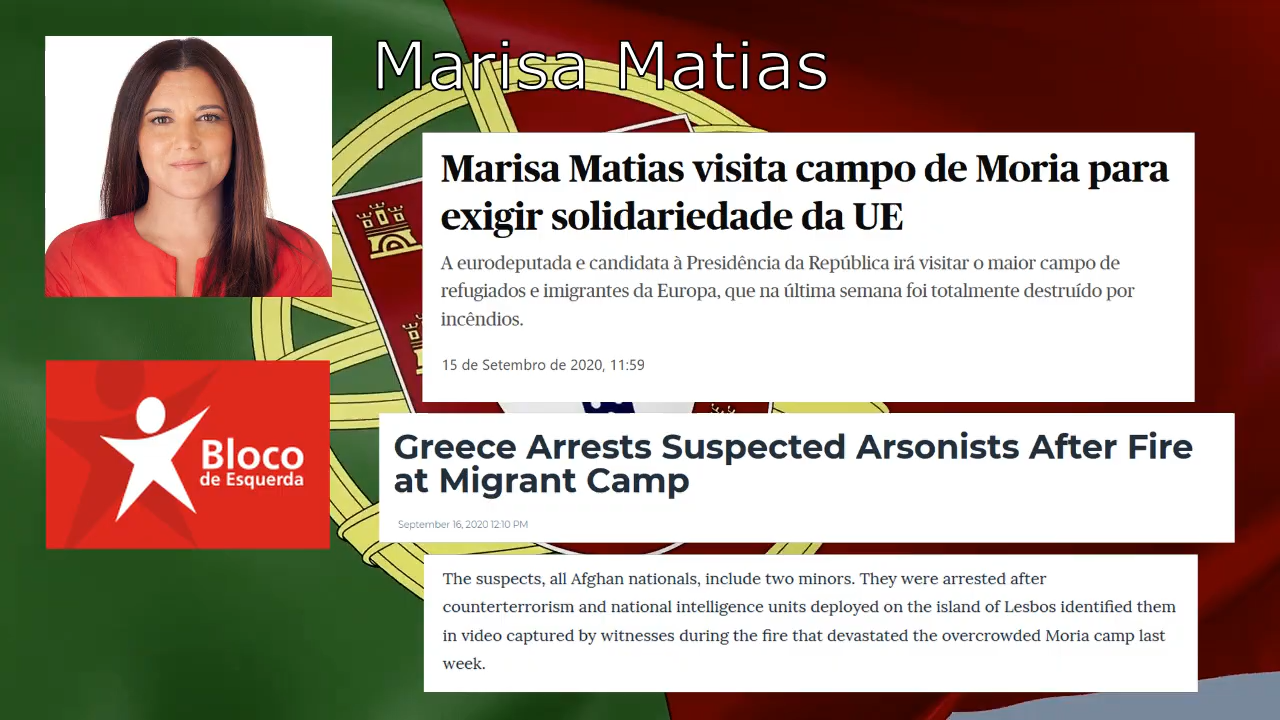 Marisa Matias
Marisa Matias visita campo de Moria para
exigir solidariedade da UE
A eurodeputada e candidata à Presidência da República irá visitar o maior campo de
refugiados e imigrantes da Europa, que na última semana foi totalmente destruído por
incêndios.
15 de Setembro de 2020, 11:59
Bloco
de Esquerda
Greece Arrests Suspected Arsonists After Fire
at Migrant Camp
September 16, 2020 12:10 PM
The suspects, all Afghan nationals, include two minors. They were arrested after
counterterrorism and national intelligence units deployed on the island of Lesbos identified them
in video captured by witnesses during the fire that devastated the overcrowded Moria camp last
week.